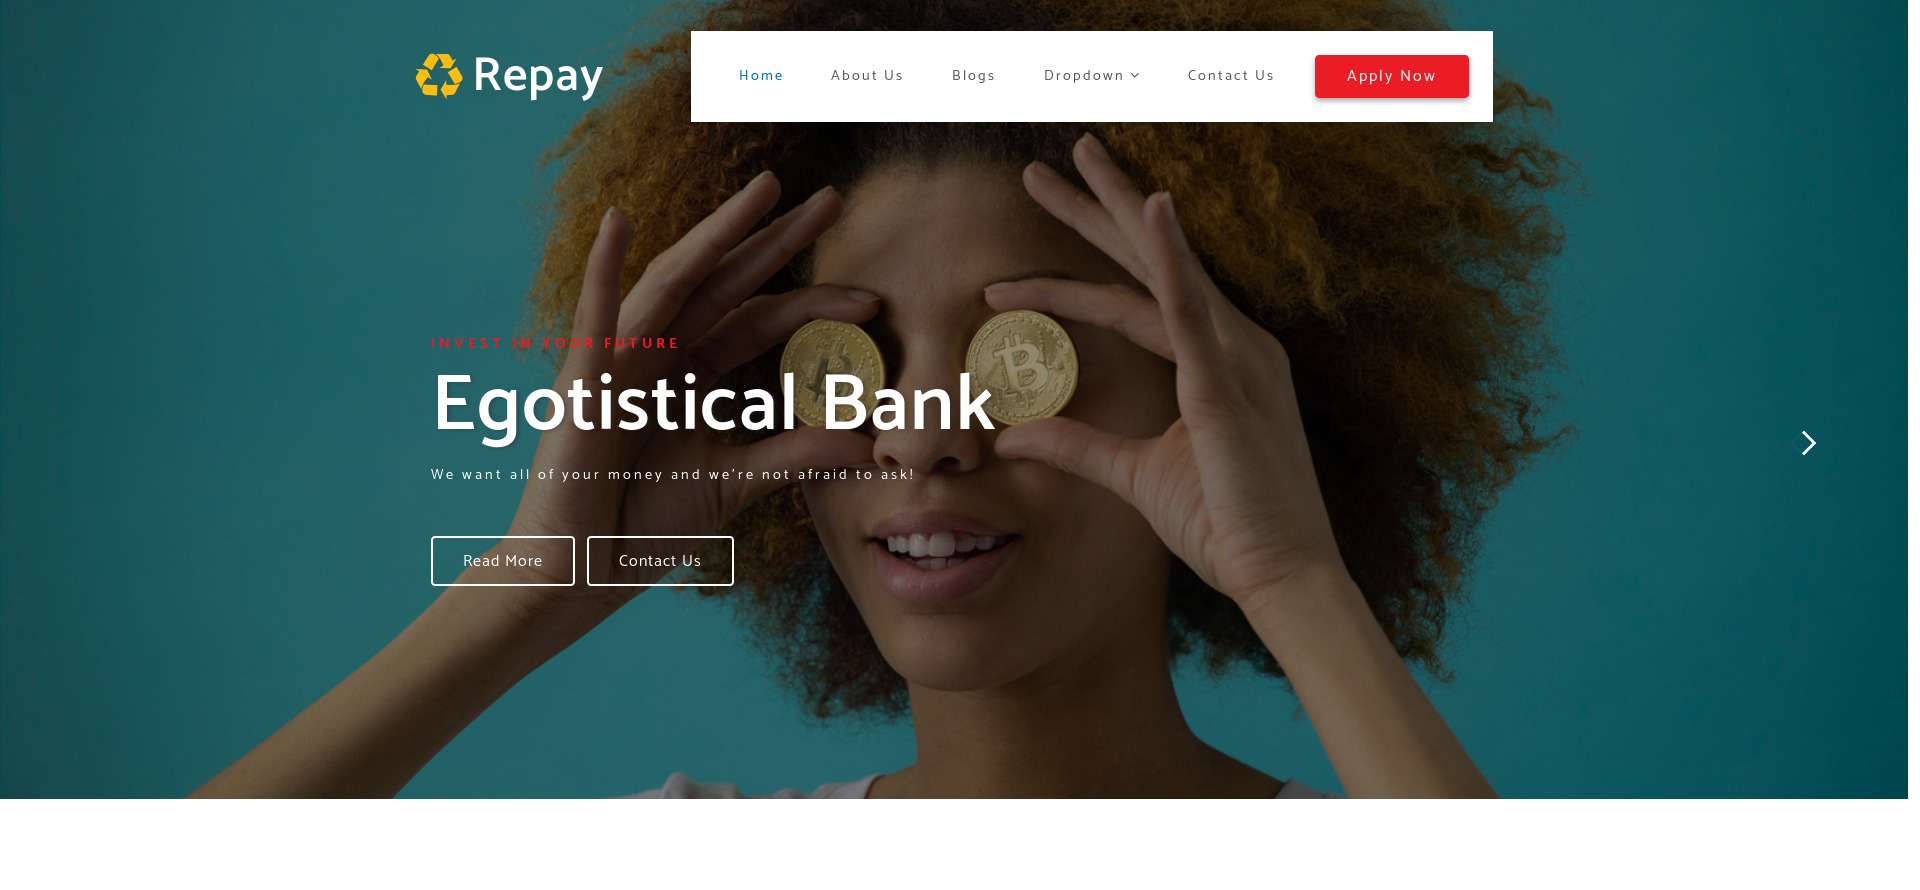 Repay
Home About Us Blogs Dropdown Contact Us Apply Now
INVEST IN YOUR FUTURE
Egotistical Bank
We want all of your money and we're not afraid to ask!
Read More Contact Us